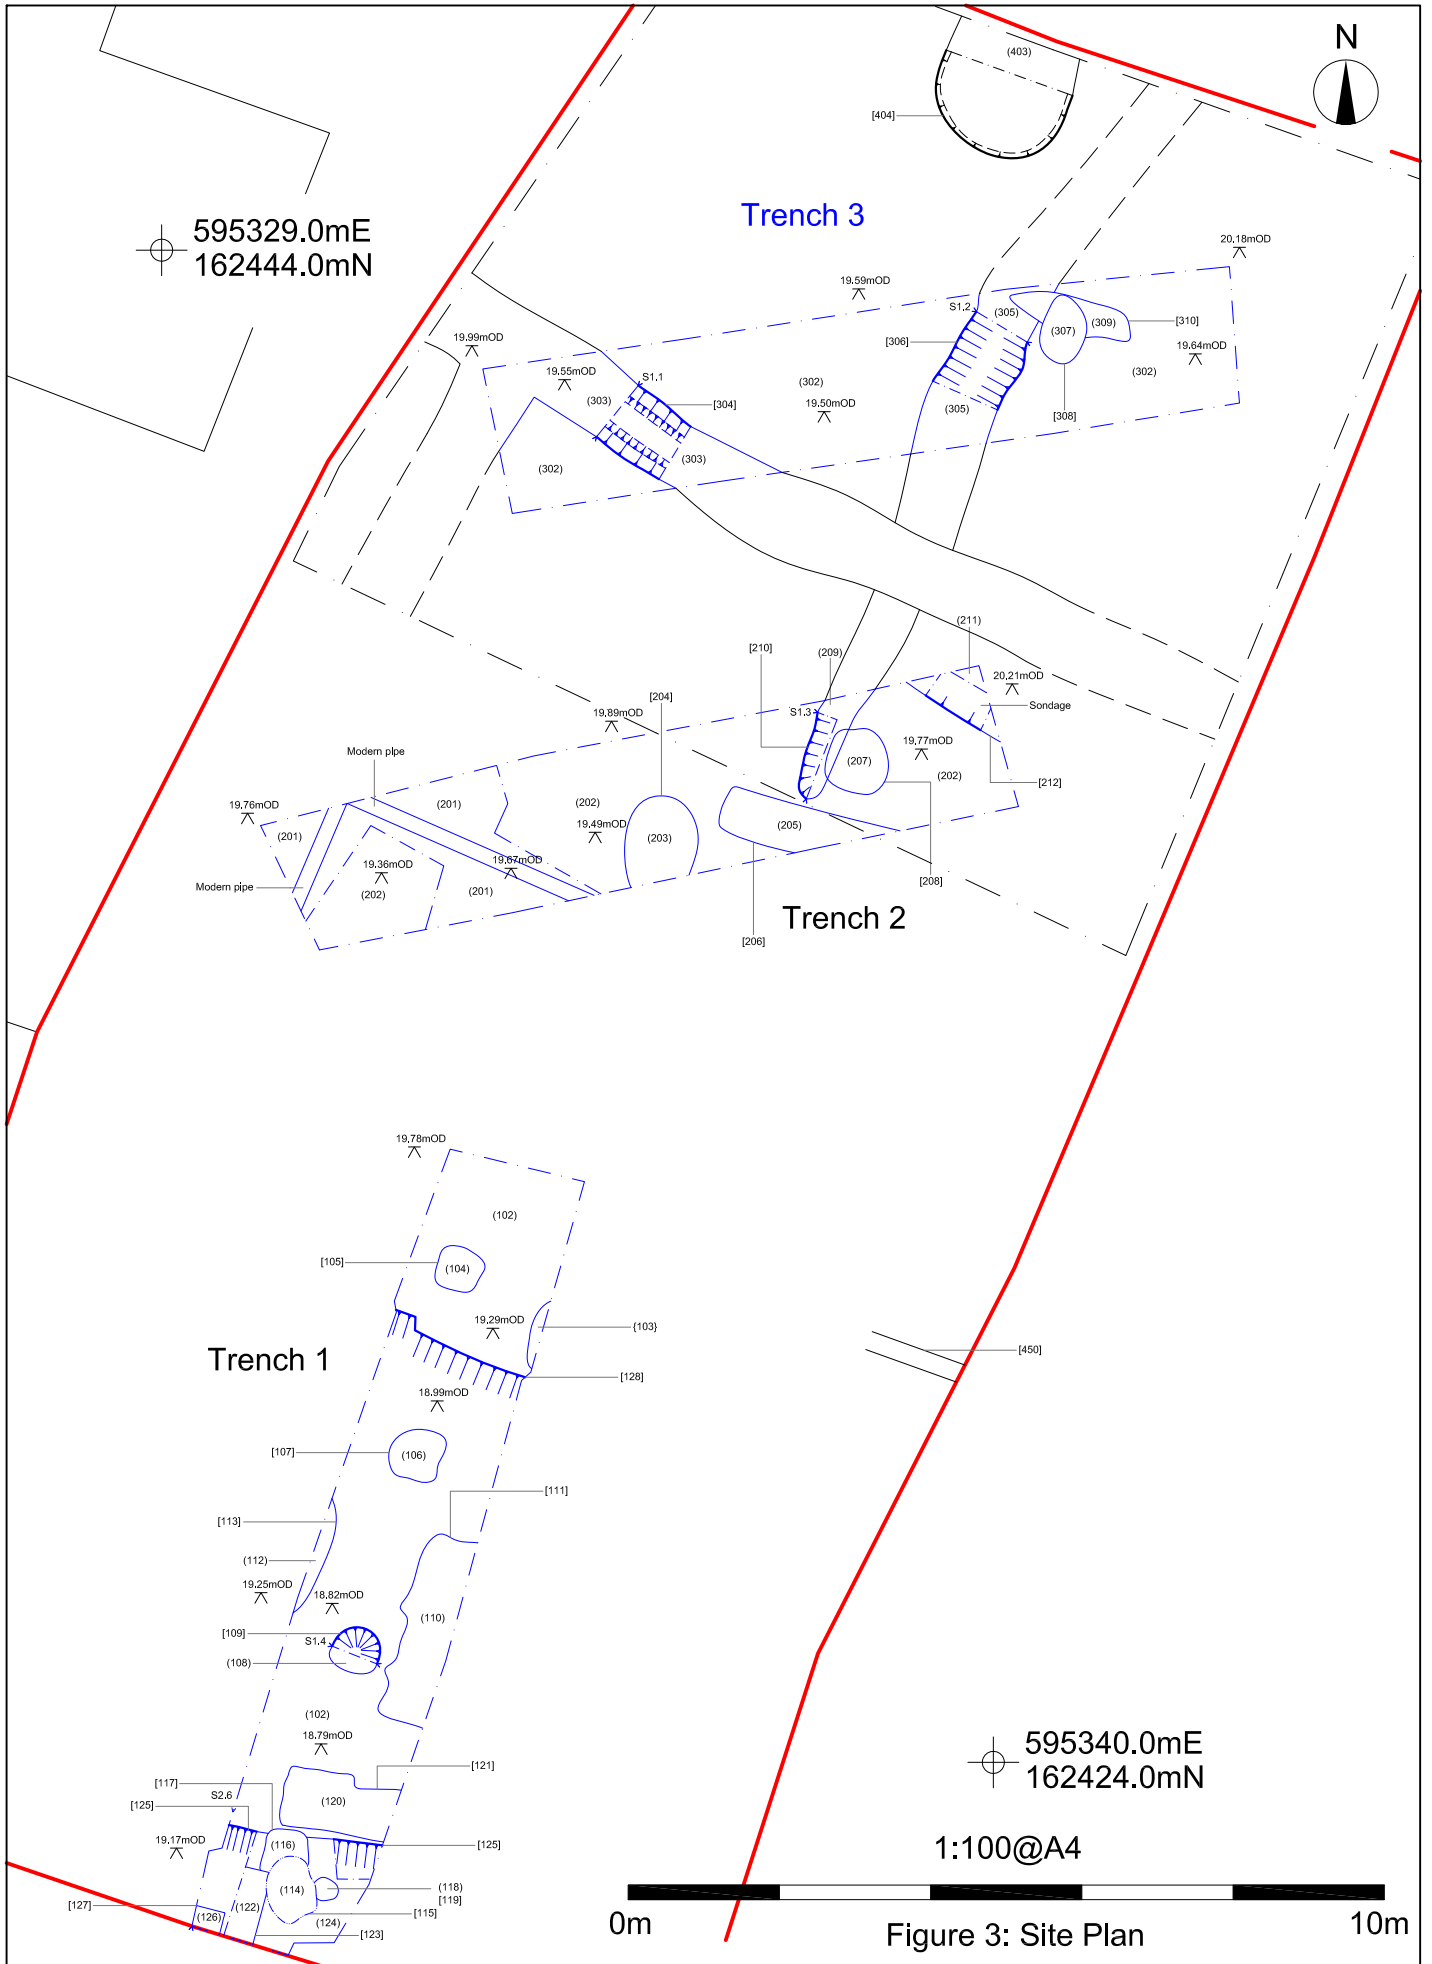 N
(403)
[404]
Trench 3
595329.0mE
162444.0mN
20.18mOD
19.59mOD
S1.2
(305)
[306]
(307)
(309)
[310]
19.64mOD
(302)
[308]
(305)
19.99mOD
19.55mOD
S1.1
(303)
[304]
(302)
19.50mOD
(303)
(302)
(211)
[210]
(209)
20.21mOD
Sondage
[204]
S1.3
19.89mOD
19.77mOD
(207)
(202)
[212]
Modern pipe
(201)
(202)
19.76mOD
(201)
19.49mOD
(203)
(205)
19.36mOD
19.67mOD
Modern pipe
(202)
(201)
[208]
Trench 2
[206]
19.78mOD
(102)
[105]
(104)
19.29mOD
{103}
Trench 1
[450]
[128]
18.99mOD
[107]
(106)
[111]
[113]
(112)
19.25mOD
18.82mOD
(110)
[109]
S1.4
(108)
(102)
18.79mOD
595340.0mE
162424.0mN
[121]
[117]
S2.6
[125]
(120)
19.17mOD
(116)
[125]
1:100@A4
(114)
(118)
[119]
[127]
(122)
[115]
(126)
(124)
[123]
0m
10m
Figure 3: Site Plan